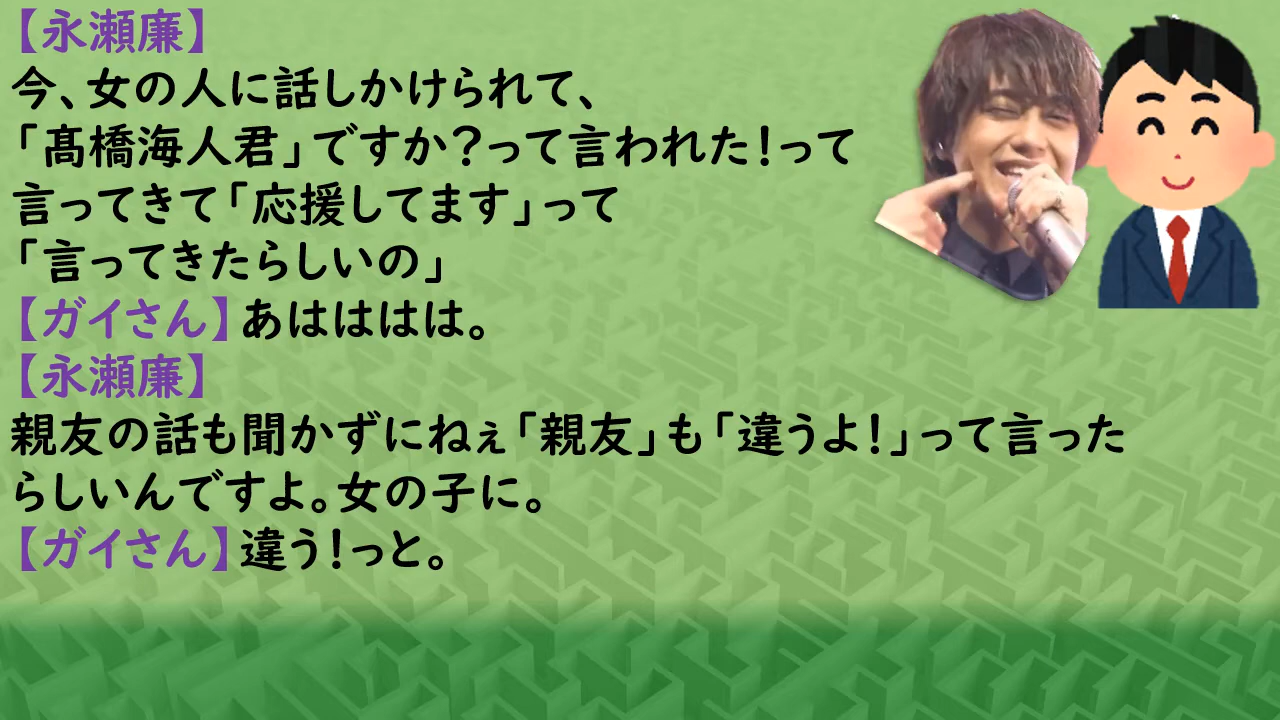 【永瀬廉】
今、女の人に話しかけられて、
「髙橋海人君」ですか？って言われた！って
言ってきて「応援してます」って
「言ってきたらしいの」
【ガイさん】あはははは。
【永瀬廉】
親友の話も聞かずにねぇ「親友」も「違うよ！」って言った
らしいんですよ。女の子に。
【ガイさん】違う！っと。